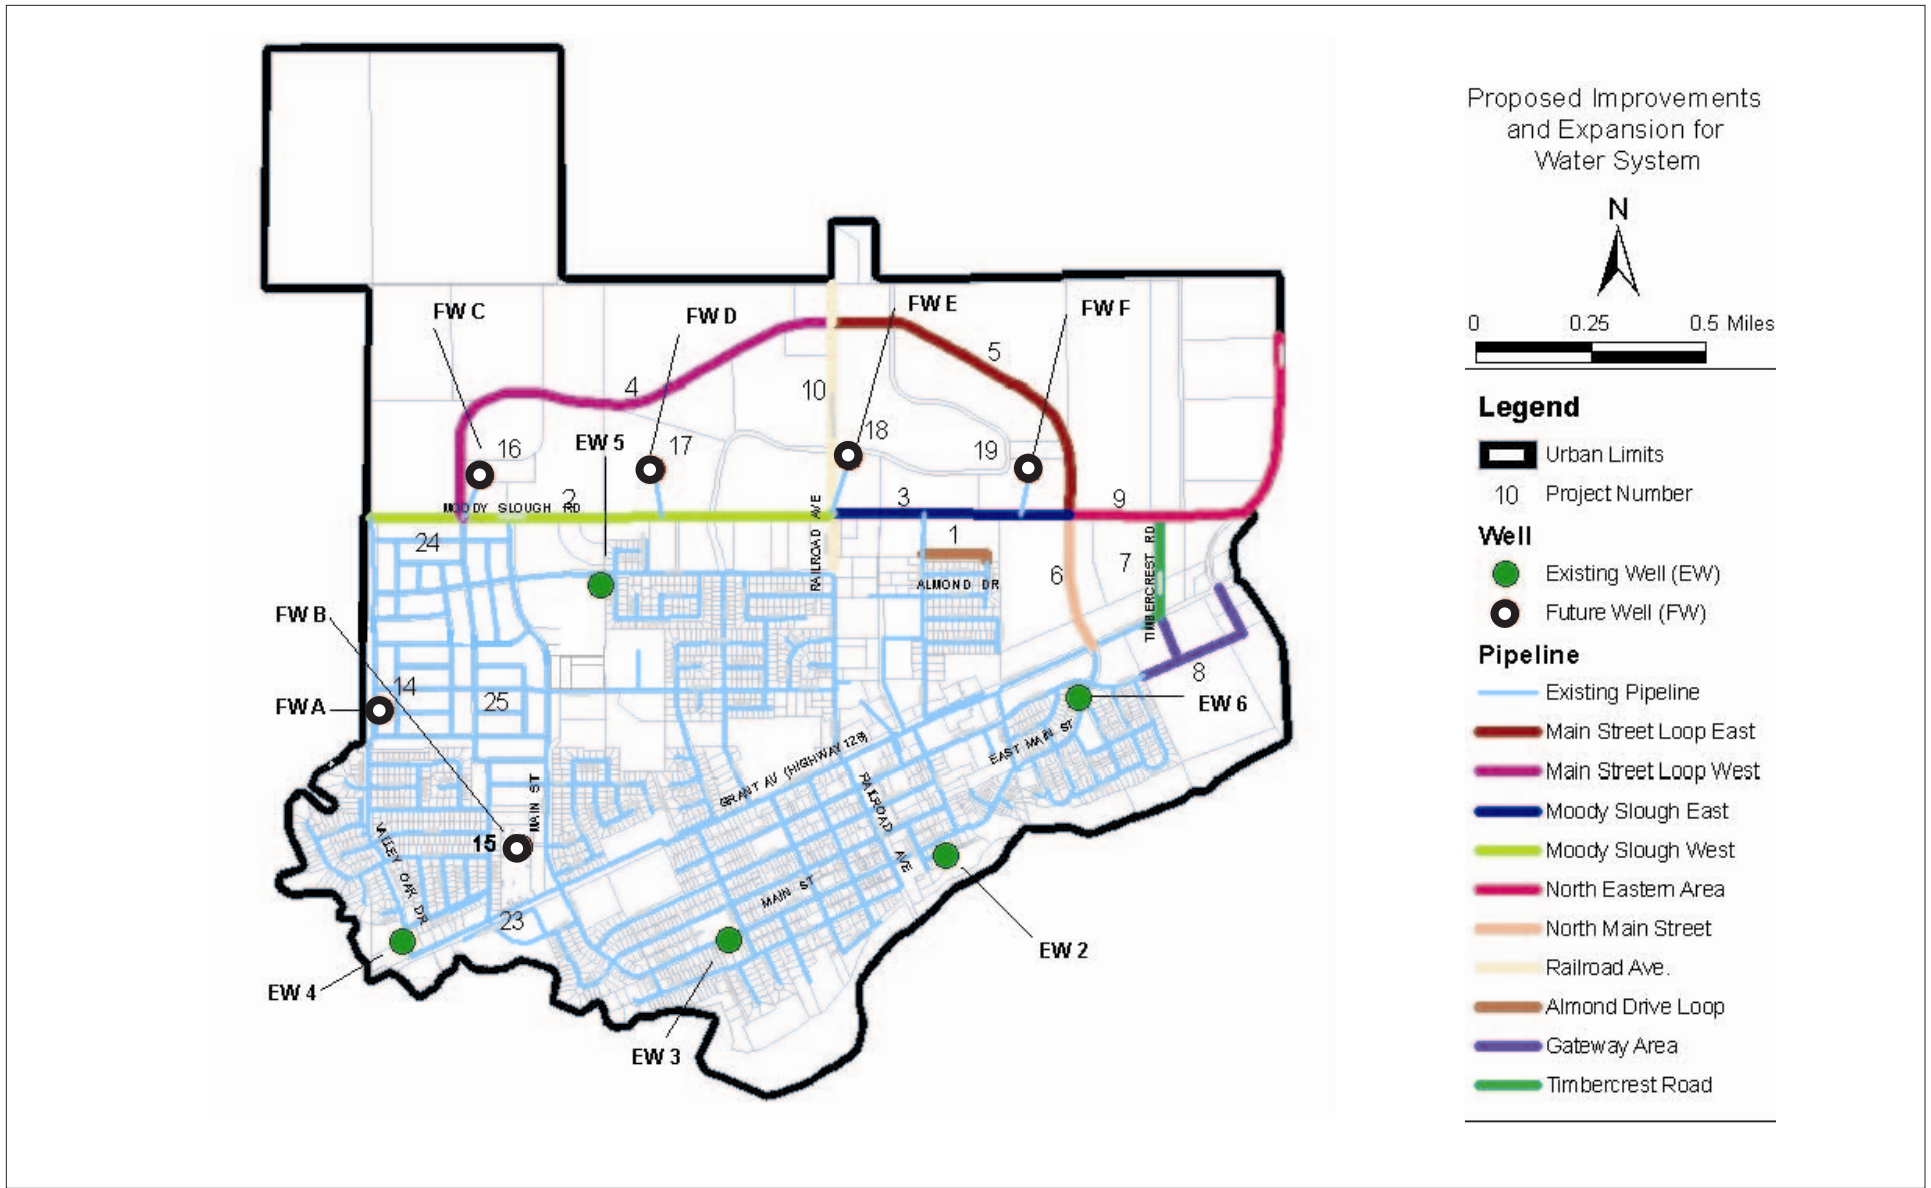 Proposed Improvements
and Expansion for
Water System
N
0 0.25 0.5 Miles
Legend
Urban Limits
10 Project Number
Well
Existing Well (EW)
Future Well (FW)
Pipeline
Existing Pipeline
Main Street Loop East
Main Street Loop West
Moody Slough East
Moody Slough West
North Eastern Area
North Main Street
Railroad Ave.
Almond Drive Loop
Gateway Area
Timbercrest Road
FW C
FW D
FW E
FW F
5
4
10
EW 5
16
17
18
19
2
3
9
MOODY SLOUGH RD
RAILROAD AVE
24
1
7
6
ALMOND DR
TIMBERCREST RD
FW B
14
25
8
FW A
EW 6
EAST MAIN ST
GRANT AV (HIGHWAY 128)
MAIN ST
RAILROAD AVE
15
VALLEY OAK DR
MAIN ST
23
EW 2
EW 4
EW 3